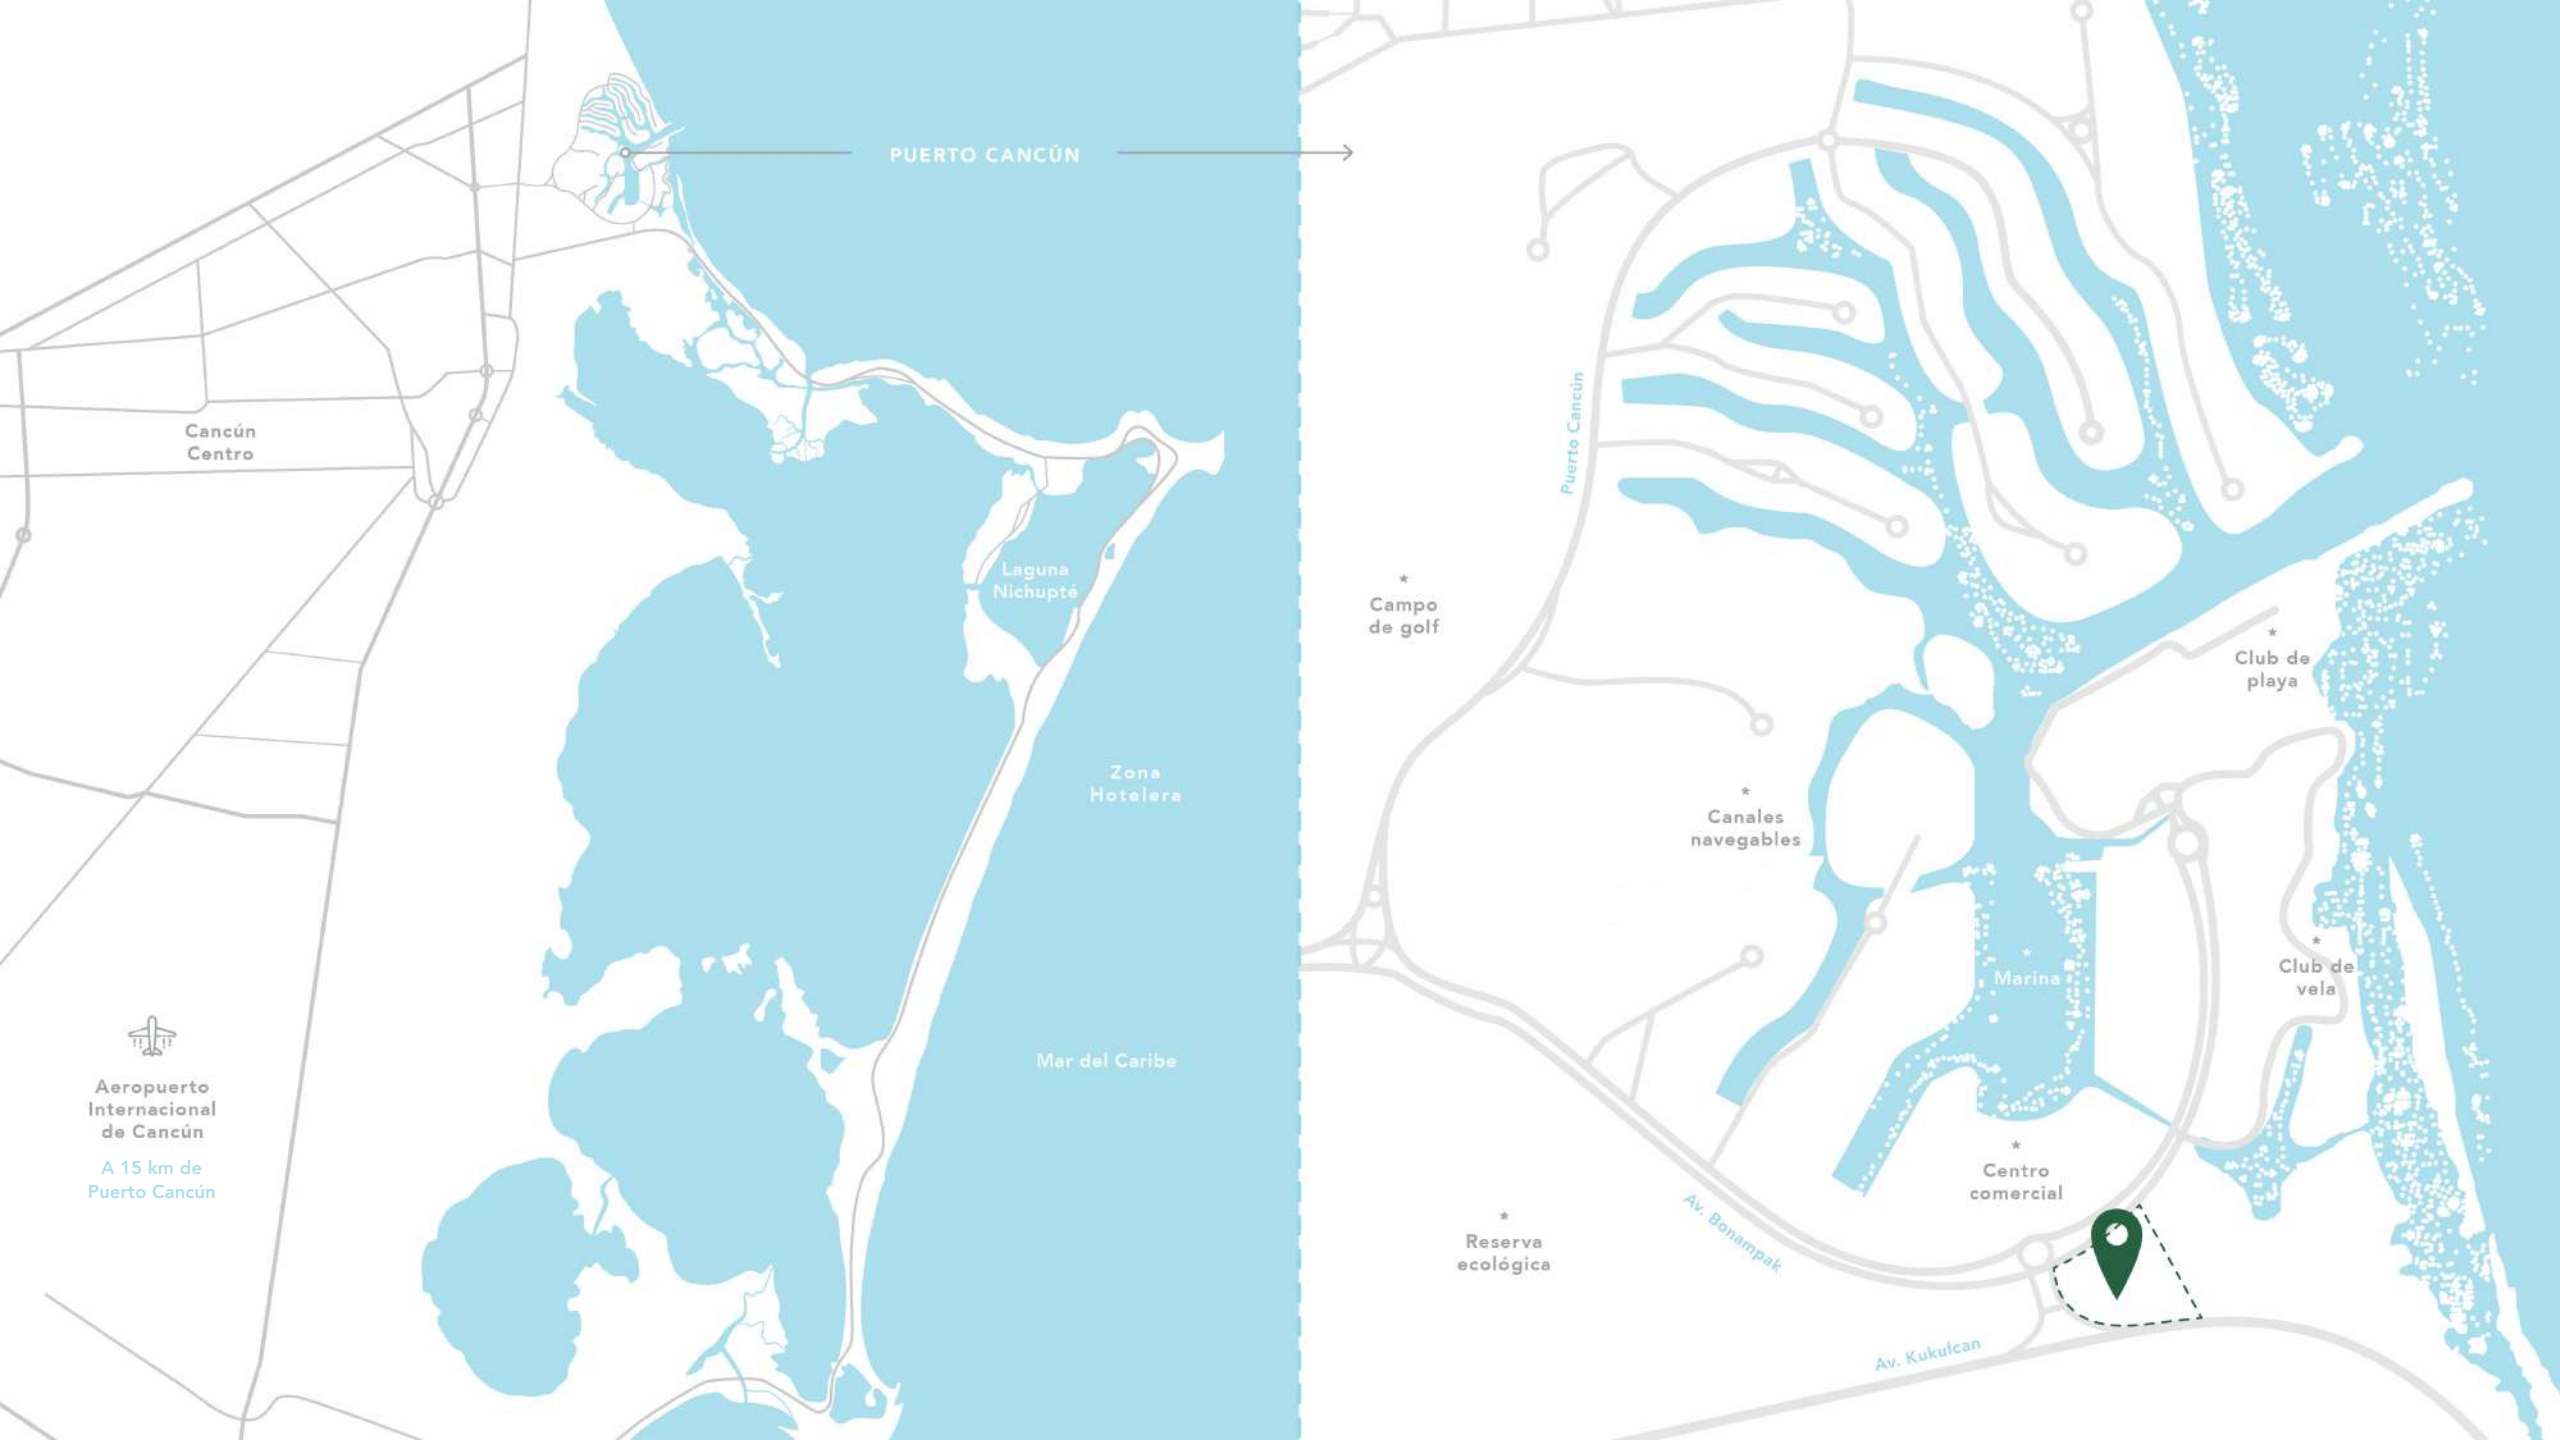 PUERTO CANCÚN
Cancún
Centro
Laguna
Nichupté
Zona
Hotelera
Mar del Caribe
Aeropuerto
Internacional
de Cancún
A 15 km de
Puerto Cancún
Puerto Cancún
*
Campo
de golf
*
Club de
playa
*
Canales
navegables
*
Marina
*
Club de
vela
*
Centro
comercial
*
Reserva
ecológica
Av. Bonampak
Av. Kukulcan